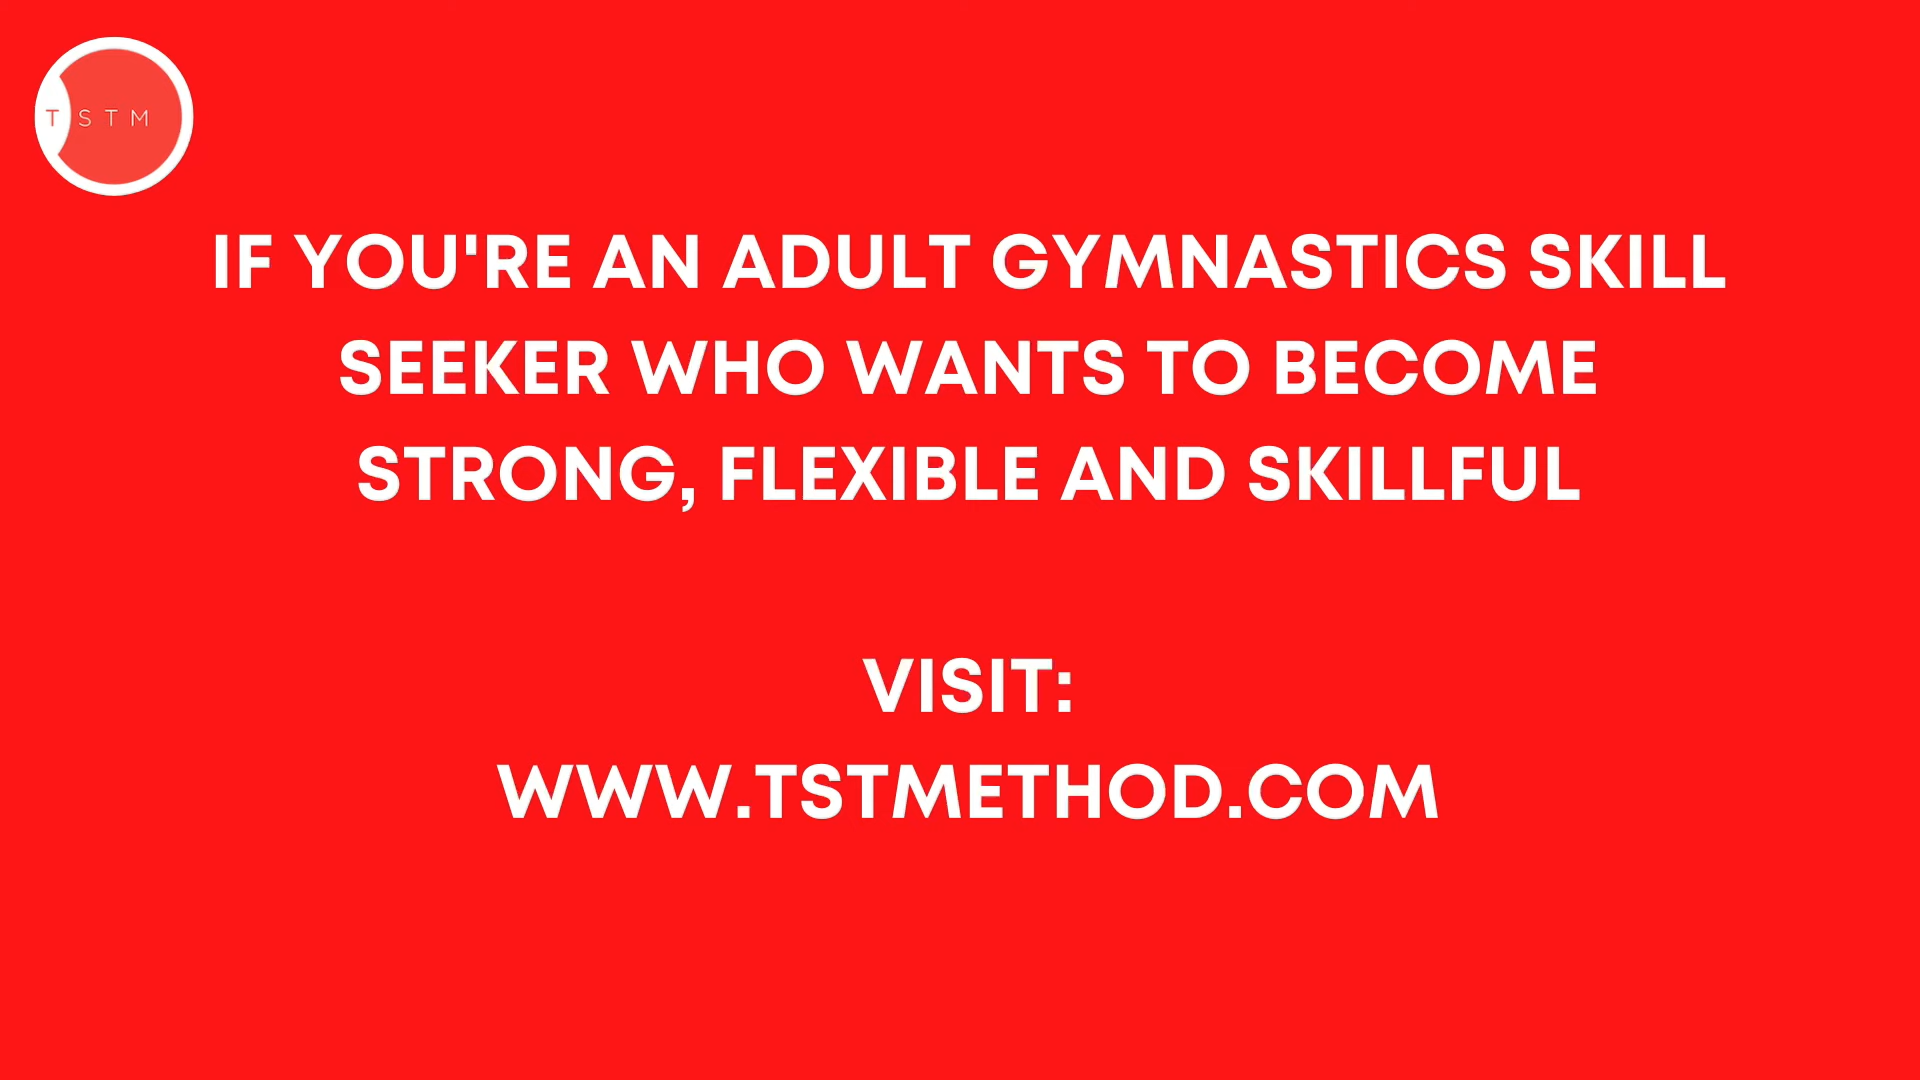 TSTM
IF YOU'RE AN ADULT GYMNASTICS SKILL
SEEKER WHO WANTS TO BECOME
STRONG, FLEXIBLE AND SKILLFUL
VISIT:
WWW.TSTMETHOD.COM